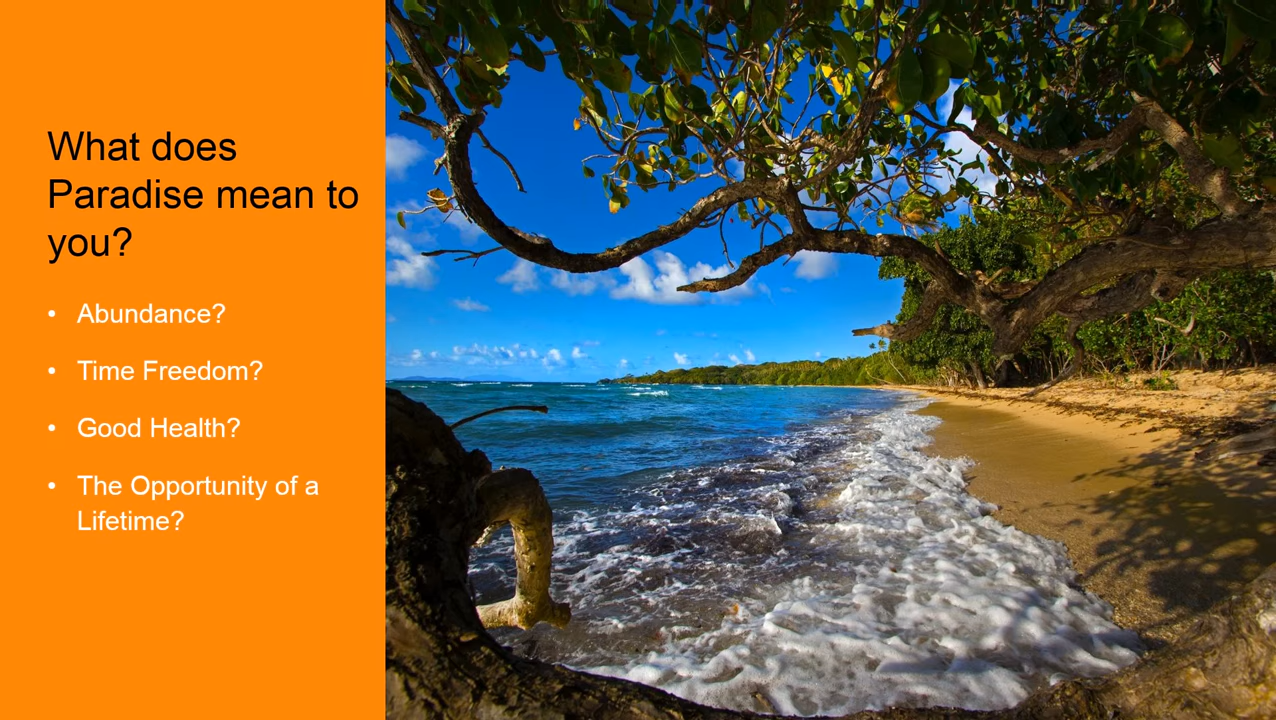 What does
Paradise mean to
you?
• Abundance?
• Time Freedom?
• Good Health?
• The Opportunity of a
Lifetime?